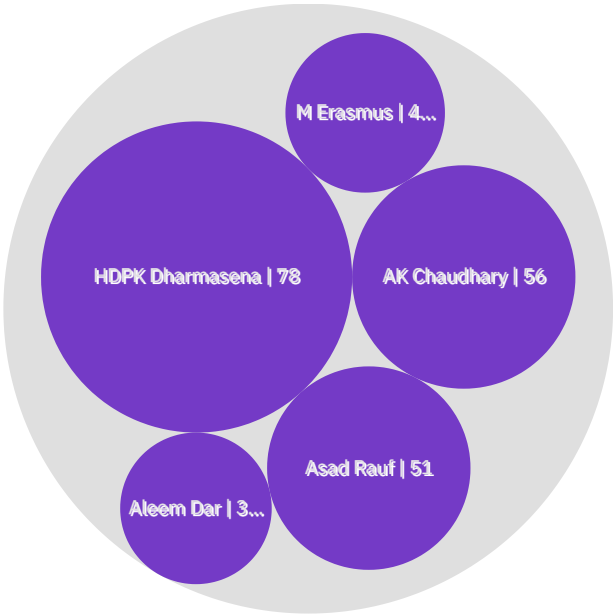 M Erasmus | 4...
HDPK Dharmasena | 78
AK Chaudhary | 56
Asad Rauf | 51
Aleem Dar | 3...